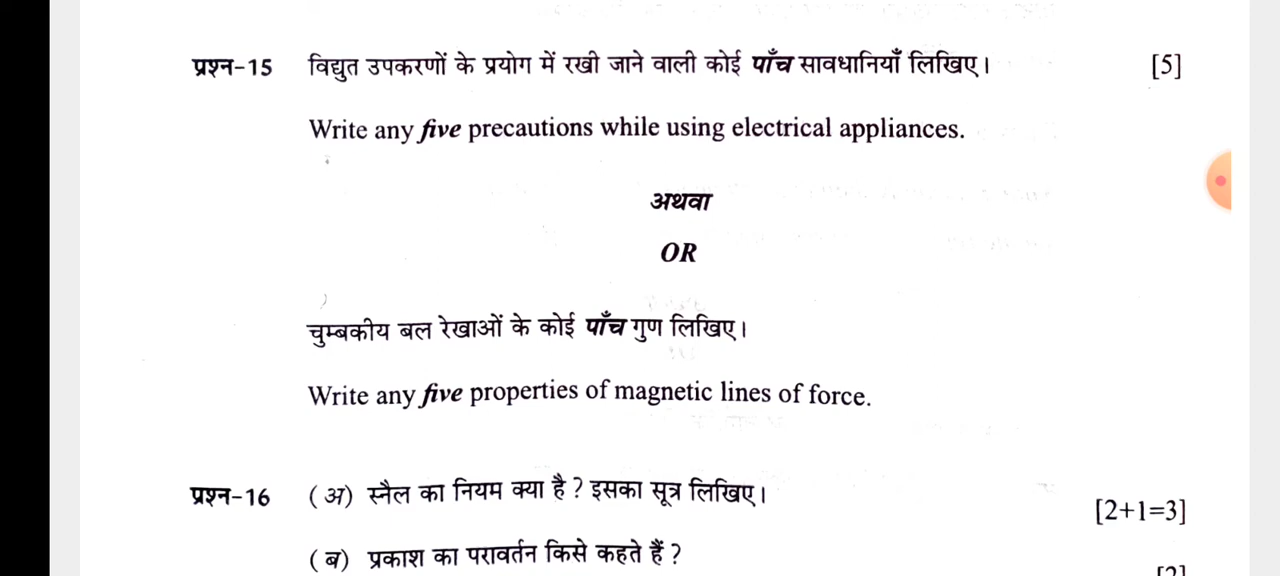 प्रश्न-15 विद्युत उपकरणों के प्रयोग में रखी जाने वाली कोई पाँच सावधानियाँ लिखिए। [5]
Write any five precautions while using electrical appliances.
अथवा
OR
चुम्बकीय बल रेखाओं के कोई पाँच गुण लिखिए।
Write any five properties of magnetic lines of force.
प्रश्न-16 (अ) स्नैल का नियम क्या है? इसका सूत्र लिखिए। [2+1=3]
(ब) प्रकाश का परावर्तन किसे कहते हैं? [2]